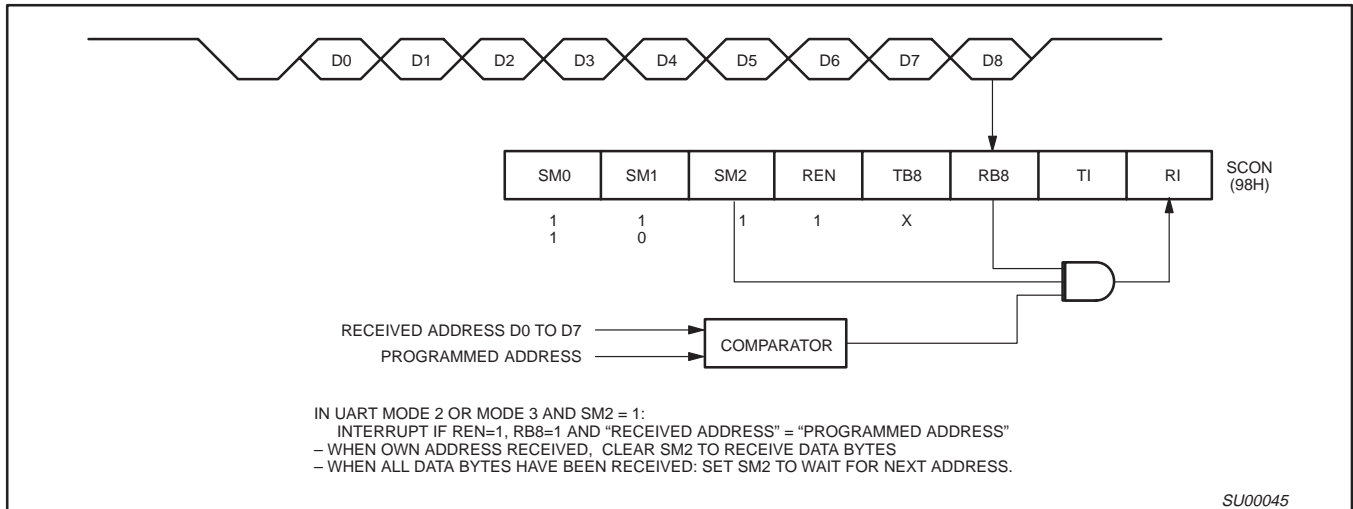 D0 D1 D2 D3 D4 D5 D6 D7 D8
SM0 SM1 SM2 REN TB8 RB8 TI RI
SCON
(98H)
1 1 1 1 X
1 0
RECEIVED ADDRESS D0 TO D7
PROGRAMMED ADDRESS
COMPARATOR
IN UART MODE 2 OR MODE 3 AND SM2 = 1:
INTERRUPT IF REN=1, RB8=1 AND “RECEIVED ADDRESS” = “PROGRAMMED ADDRESS”
– WHEN OWN ADDRESS RECEIVED, CLEAR SM2 TO RECEIVE DATA BYTES
– WHEN ALL DATA BYTES HAVE BEEN RECEIVED: SET SM2 TO WAIT FOR NEXT ADDRESS.
SU00045